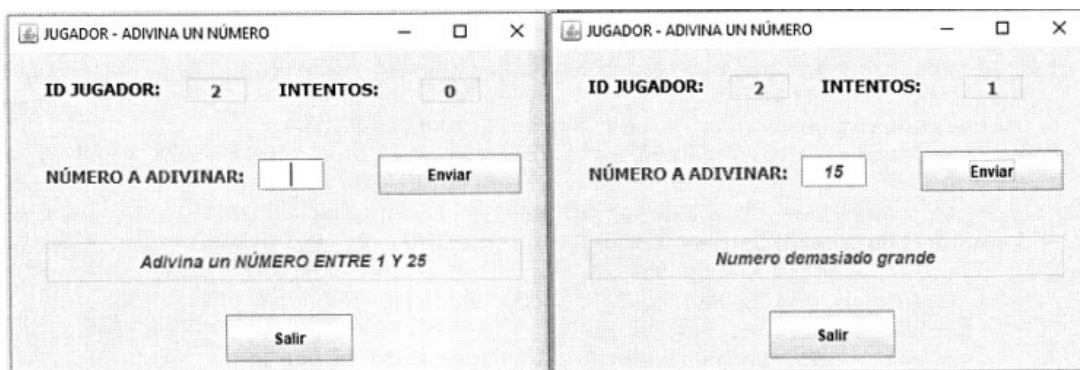 JUGADOR - ADIVINA UN NÚMERO
ID JUGADOR: 2 INTENTOS: 0
NÚMERO A ADIVINAR: Enviar
Adivina un NÚMERO ENTRE 1 Y 25
Salir
JUGADOR - ADIVINA UN NÚMERO
ID JUGADOR: 2 INTENTOS: 1
NÚMERO A ADIVINAR: 15 Enviar
Numero demasiado grande
Salir